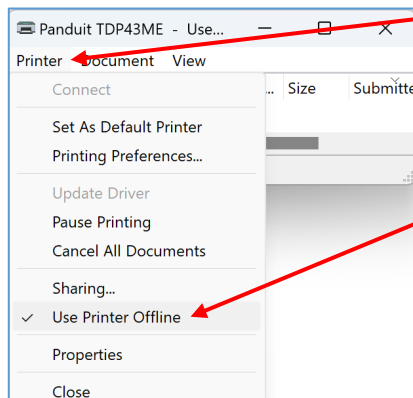 Panduit TDP43ME - Use...
Printer Document View
Connect
... Size Submitte
Set As Default Printer
Printing Preferences...
Update Driver
Pause Printing
Cancel All Documents
Sharing...
Use Printer Offline
Properties
Close